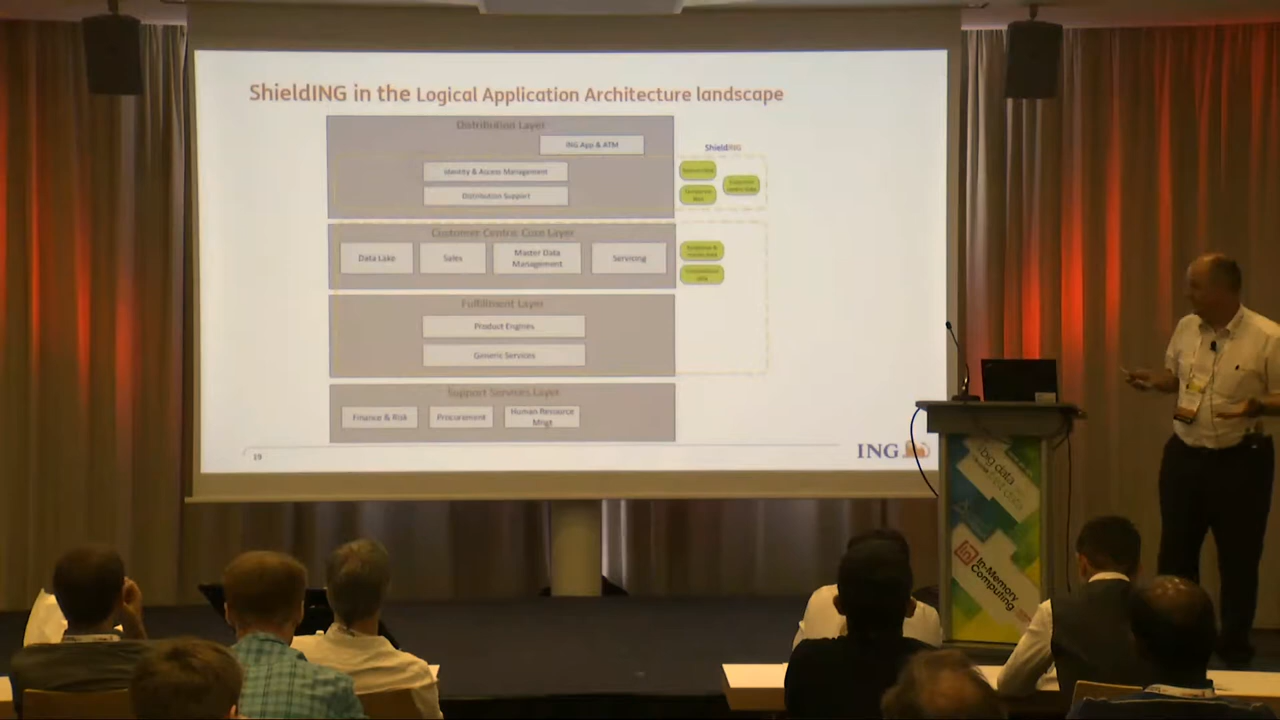 ShieldING in the Logical Application Architecture landscape
Distribution Layer
ING App & ATM
Identity & Access Management
Distribution Support
ShieldING
Customer Centric Core Layer
Data Lake
Sales
Master Data
Management
Servicing
Fulfillment Layer
Product Engines
Generic Services
Support Services Layer
Finance & Risk
Procurement
Human Resource
Mngt
19
ING
big data
In-Memory
Computing